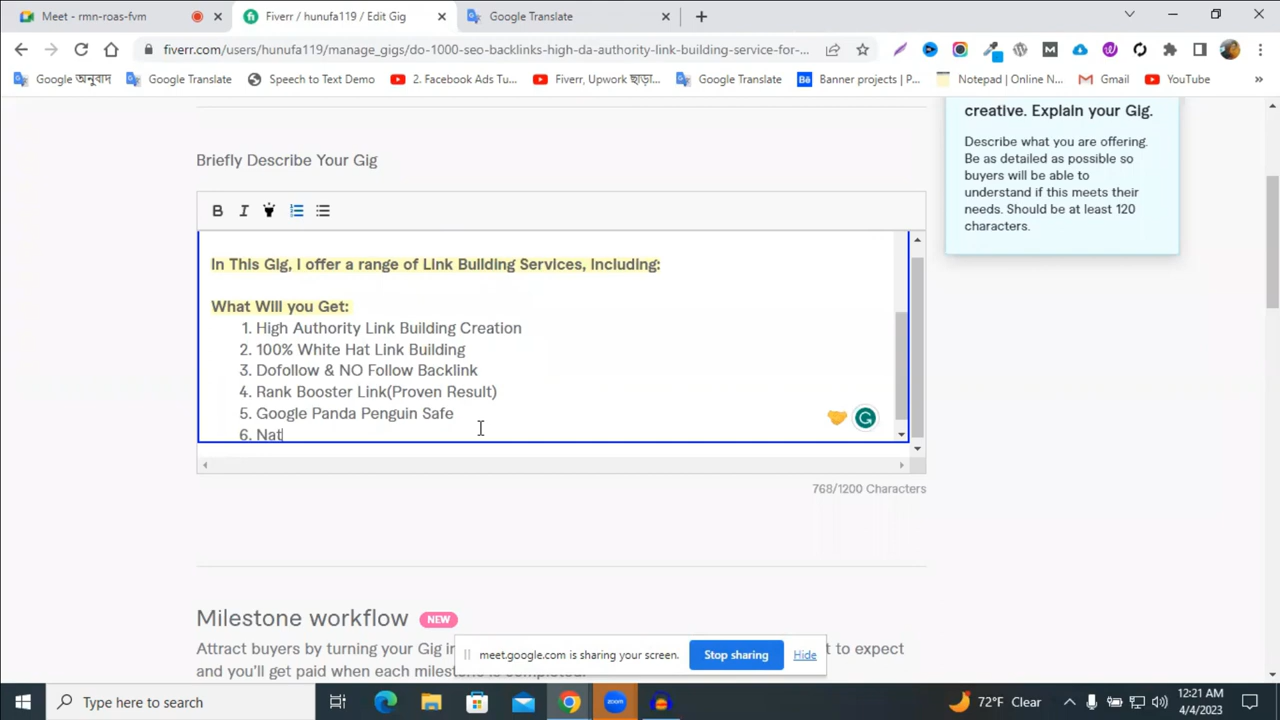 Meet - rmn-roas-fvm
Fiverr / hunufa119 / Edit Gig
Google Translate
fiverr.com/users/hunufa119/manage_gigs/do-1000-seo-backlinks-high-da-authority-link-building-service-for-...
Google অনুবাদ
Google Translate
Speech to Text Demo
2. Facebook Ads Tu...
Fiverr, Upwork ছাড়া...
Google Translate
Banner projects | P...
Notepad | Online N...
Gmail
YouTube
creative. Explain your Gig.
Describe what you are offering.
Be as detailed as possible so
buyers will be able to
understand if this meets their
needs. Should be at least 120
characters.
Briefly Describe Your Gig
B I
In This Gig, I offer a range of Link Building Services, Including:
What Will you Get:
1. High Authority Link Building Creation
2. 100% White Hat Link Building
3. Dofollow & NO Follow Backlink
4. Rank Booster Link(Proven Result)
5. Google Panda Penguin Safe
6. Nat
768/1200 Characters
Milestone workflow NEW
Attract buyers by turning your Gig in
t to expect
and you'll get paid when each milesto
meet.google.com is sharing your screen.
Stop sharing
Hide
Type here to search
72°F Clear
12:21 AM
4/4/2023